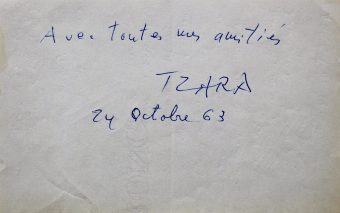 Avec toutes mes amitiés
TZARA
24 Octobre 63